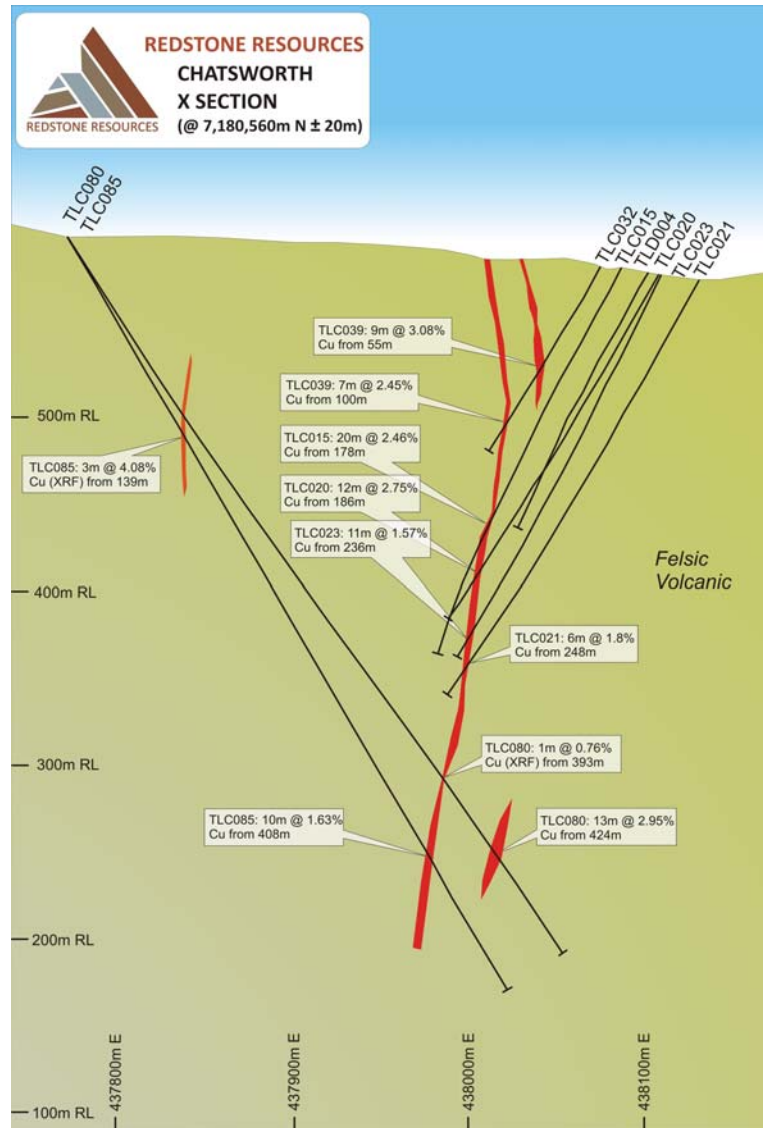 REDSTONE RESOURCES
CHATSWORTH
X SECTION
(@ 7,180,560m N ± 20m)
REDSTONE RESOURCES
TLC080
TLC085
TLC032
TLC015
TLD004
TLC020
TLC023
TLC021
TLC039: 9m @ 3.08%
Cu from 55m
TLC039: 7m @ 2.45%
Cu from 100m
500m RL
TLC015: 20m @ 2.46%
Cu from 178m
TLC085: 3m @ 4.08%
Cu (XRF) from 139m
TLC020: 12m @ 2.75%
Cu from 186m
TLC023: 11m @ 1.57%
Cu from 236m
Felsic
Volcanic
400m RL
TLC021: 6m @ 1.8%
Cu from 248m
300m RL
TLC080: 1m @ 0.76%
Cu (XRF) from 393m
TLC085: 10m @ 1.63%
Cu from 408m
TLC080: 13m @ 2.95%
Cu from 424m
200m RL
437800m E
437900m E
438000m E
438100m E
100m RL